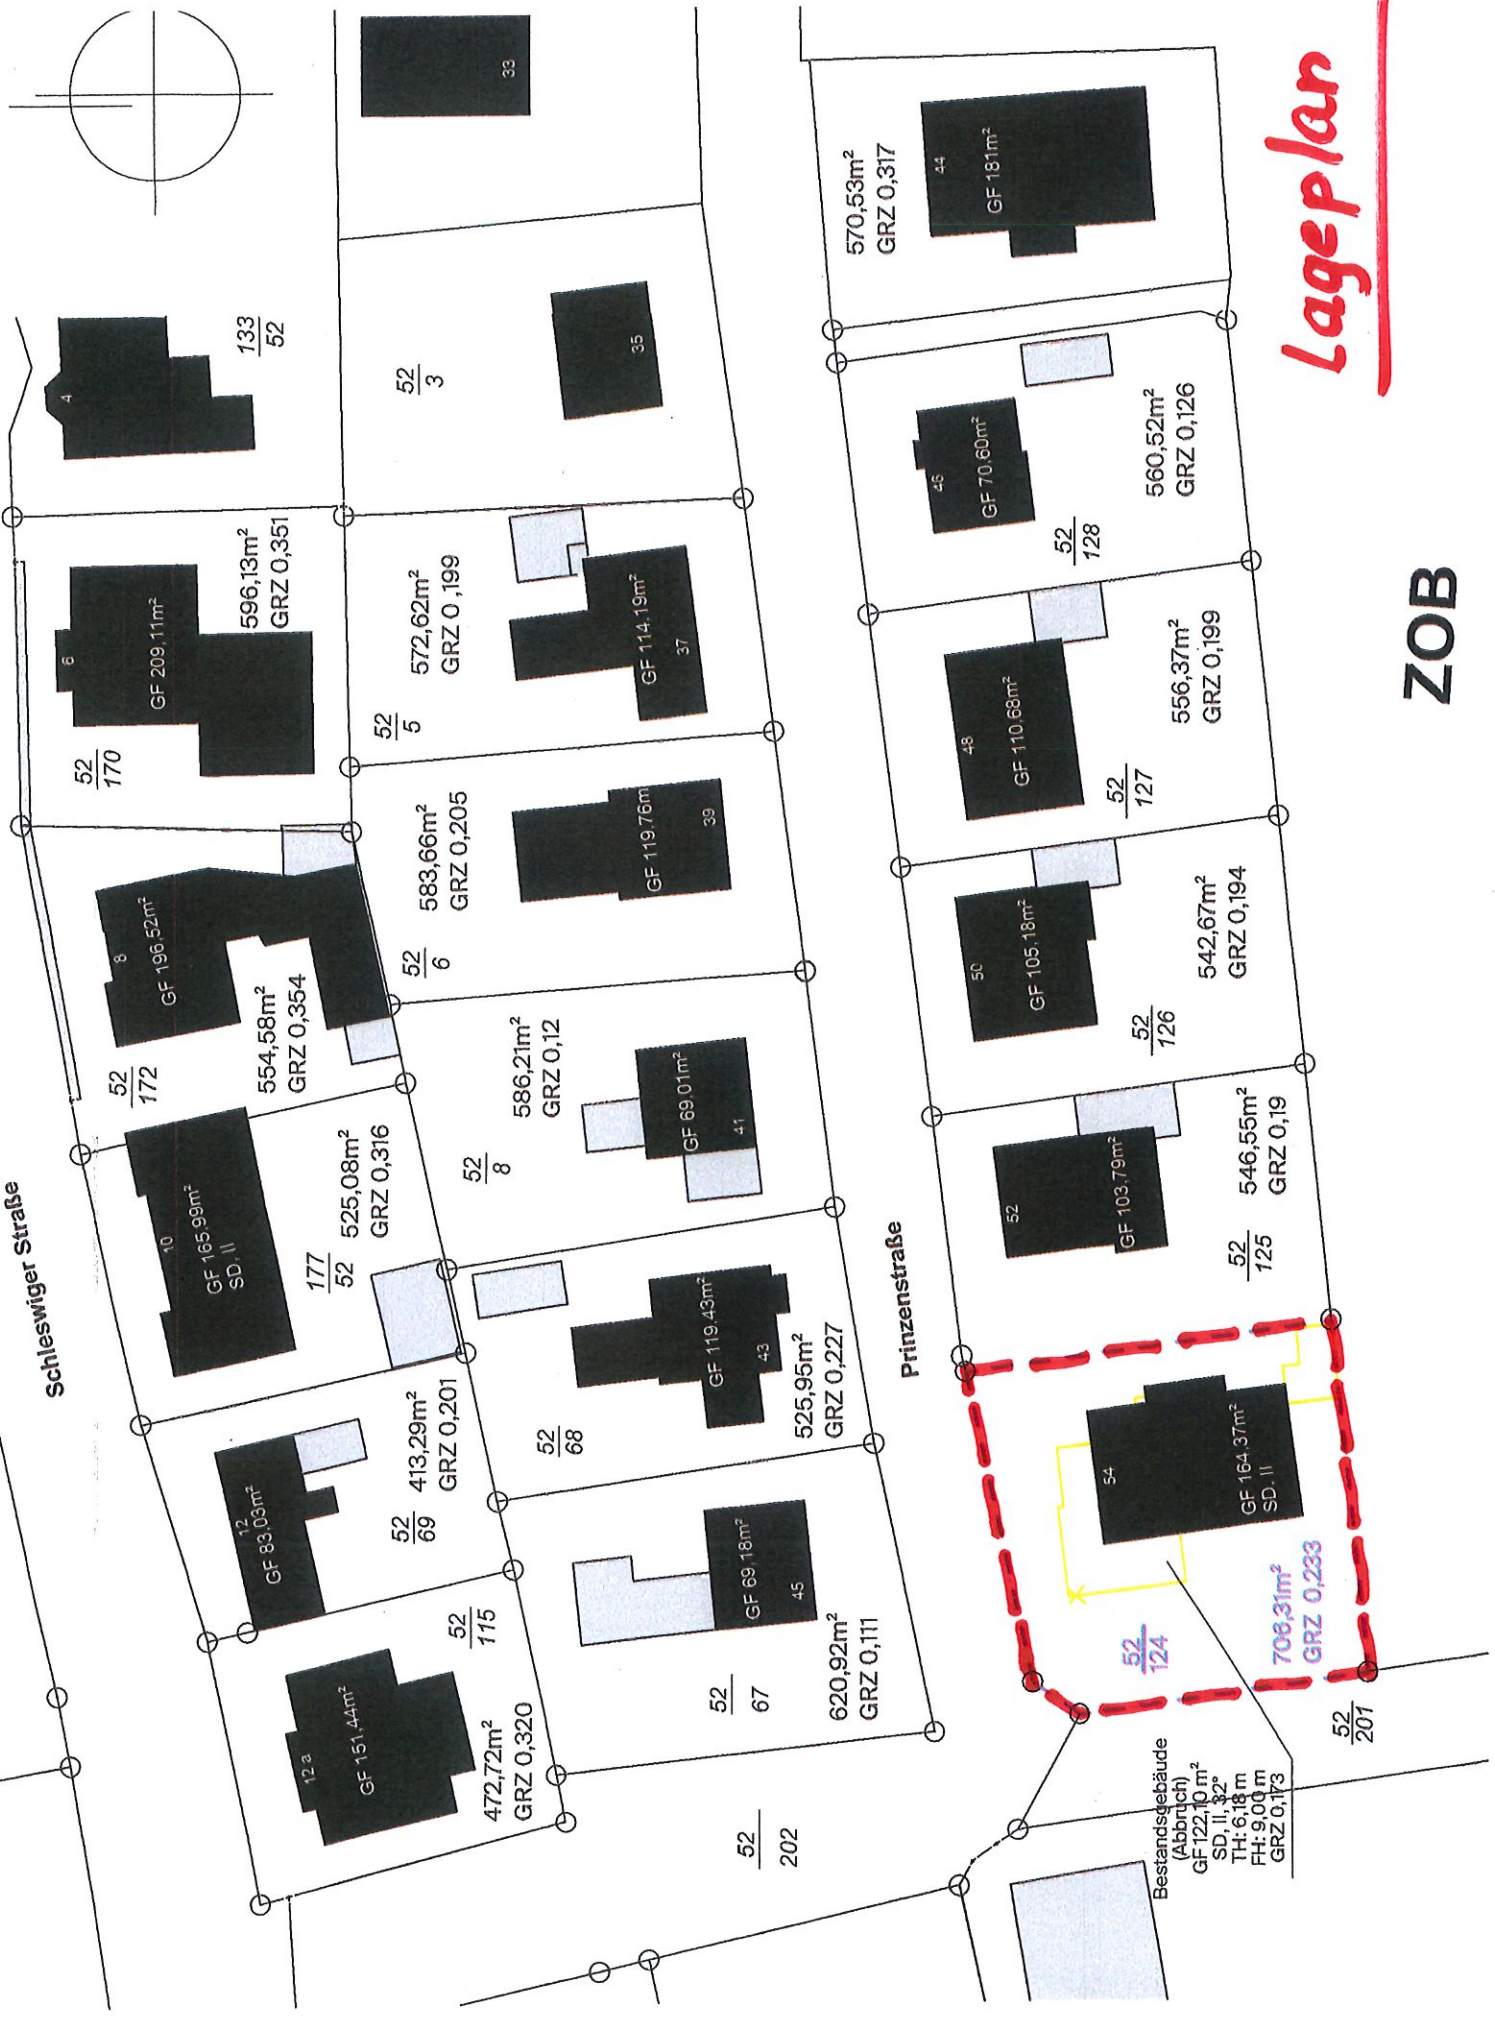 Lageplan
ZOB
Schleswiger Straße
Prinzenstraße
33
4
133
52
52
3
35
6
GF 209,11m²
596,13m²
GRZ 0,351
52
170
572,62m²
GRZ 0 ,199
52
5
GF 114,19m²
37
8
GF 196,52m²
554,58m²
GRZ 0,354
52
172
583,66m²
GRZ 0,205
52
6
GF 119,76m
39
10
GF 165,99m²
SD, II
525,08m²
GRZ 0,316
177
52
586,21m²
GRZ 0,12
52
8
GF 69,01m²
41
12
GF 83,03m²
413,29m²
GRZ 0,201
52
69
GF 119,43m²
43
525,95m²
GRZ 0,227
52
68
12 a
GF 151,44m²
472,72m²
GRZ 0,320
52
115
GF 69,18m²
45
620,92m²
GRZ 0,111
52
67
52
202
570,53m²
GRZ 0,317
44
GF 181m²
46
GF 70,60m²
560,52m²
GRZ 0,126
52
128
48
GF 110,68m²
556,37m²
GRZ 0,199
52
127
50
GF 105,18m²
542,67m²
GRZ 0,194
52
126
52
GF 103,79m²
546,55m²
GRZ 0,19
52
125
54
GF 164,37m²
SD, II
706,31m²
GRZ 0,233
52
124
52
201
Bestandsgebäude
(Abbruch)
GF122,10 m²
SD, II, 32°
TH: 6,18 m
FH: 9,00 m
GRZ 0,173